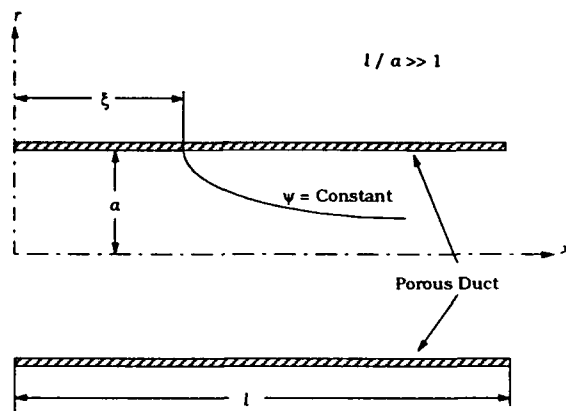 r
l / a >> 1
ξ
a
ψ = Constant
x
Porous Duct
l